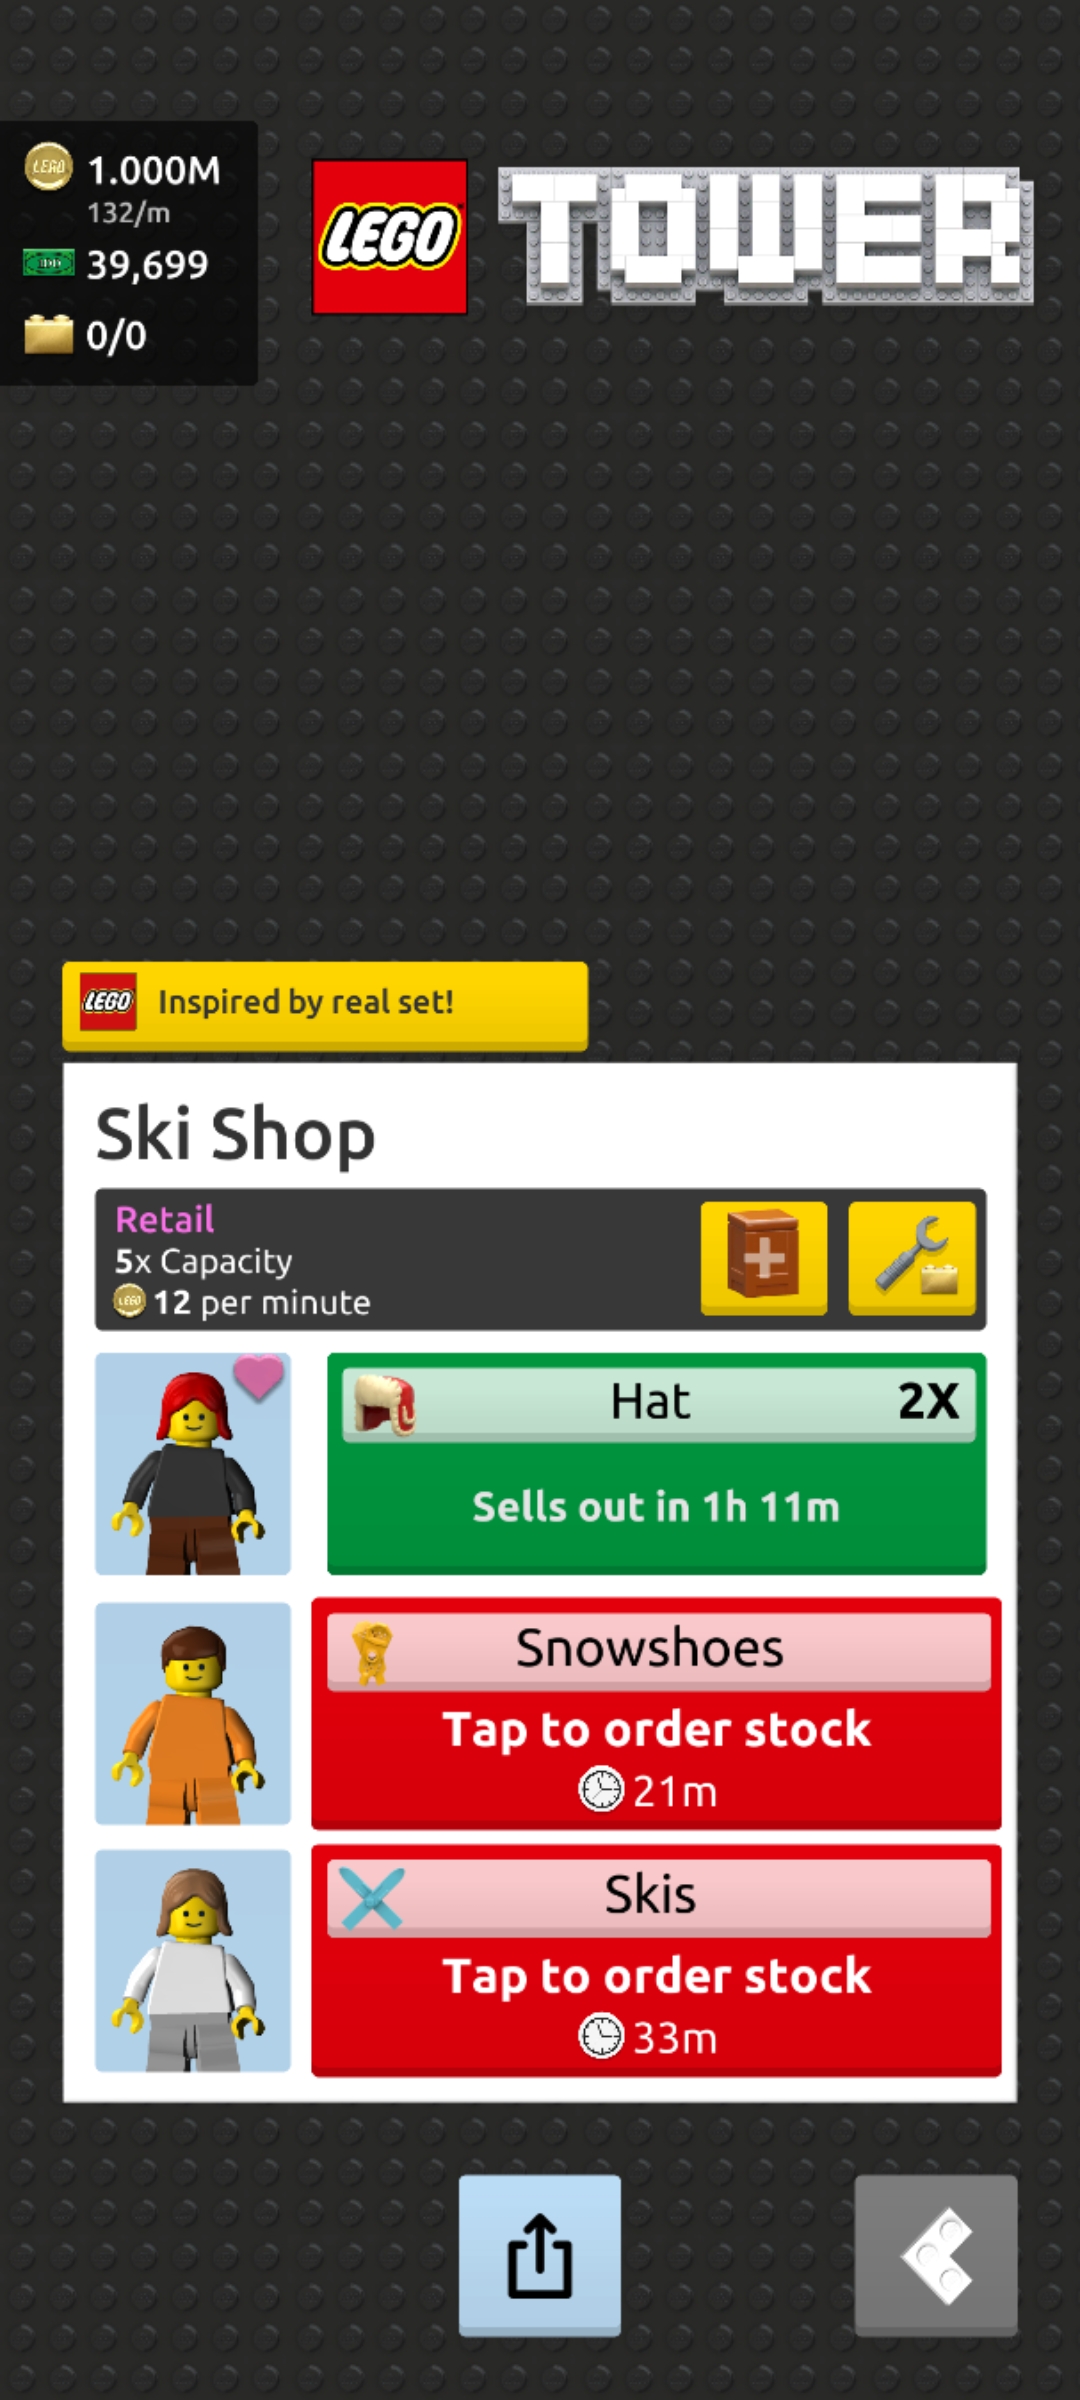 LEGO
1.000M
132/m
39,699
0/0
LEGO TOWER
LEGO Inspired by real set!
Ski Shop
Retail
5x Capacity
LEGO 12 per minute
Hat 2X
Sells out in 1h 11m
Snowshoes
Tap to order stock
21m
Skis
Tap to order stock
33m